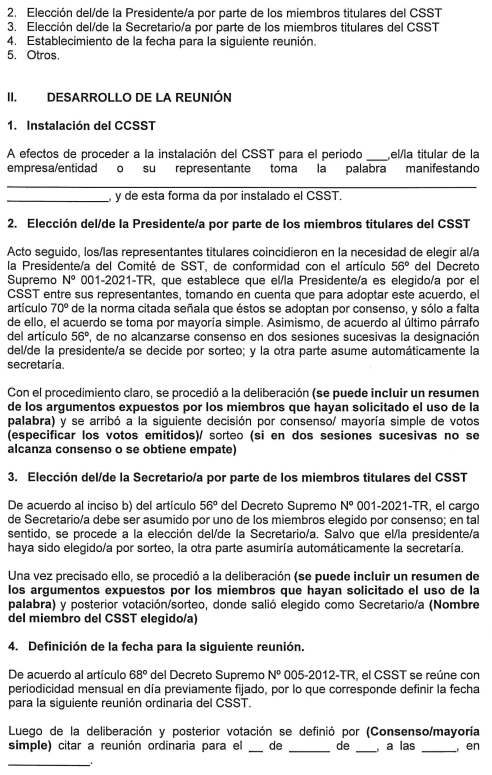 2. Elección del/de la Presidente/a por parte de los miembros titulares del CSST
3. Elección del/de la Secretario/a por parte de los miembros titulares del CSST
4. Establecimiento de la fecha para la siguiente reunión.
5. Otros.
II. DESARROLLO DE LA REUNIÓN
1. Instalación del CCSST
A efectos de proceder a la instalación del CSST para el periodo ___,el/la titular de la
empresa/entidad o su representante toma la palabra manifestando
_______________, y de esta forma da por instalado el CSST.
2. Elección del/de la Presidente/a por parte de los miembros titulares del CSST
Acto seguido, los/las representantes titulares coincidieron en la necesidad de elegir al/a
la Presidente/a del Comité de SST, de conformidad con el artículo 56º del Decreto
Supremo Nº 001-2021-TR, que establece que el/la Presidente/a es elegido/a por el
CSST entre sus representantes, tomando en cuenta que para adoptar este acuerdo, el
artículo 70º de la norma citada señala que éstos se adoptan por consenso, y sólo a falta
de ello, el acuerdo se toma por mayoría simple. Asimismo, de acuerdo al último párrafo
del artículo 56º, de no alcanzarse consenso en dos sesiones sucesivas la designación
del/de la presidente/a se decide por sorteo; y la otra parte asume automáticamente la
secretaría.
Con el procedimiento claro, se procedió a la deliberación (se puede incluir un resumen
de los argumentos expuestos por los miembros que hayan solicitado el uso de la
palabra) y se arribó a la siguiente decisión por consenso/ mayoría simple de votos
(especificar los votos emitidos)/ sorteo (si en dos sesiones sucesivas no se
alcanza consenso o se obtiene empate)
3. Elección del/de la Secretario/a por parte de los miembros titulares del CSST
De acuerdo al inciso b) del artículo 56º del Decreto Supremo Nº 001-2021-TR, el cargo
de Secretario/a debe ser asumido por uno de los miembros elegido por consenso; en tal
sentido, se procede a la elección del/de la Secretario/a. Salvo que el/la presidente/a
haya sido elegido/a por sorteo, la otra parte asumiría automáticamente la secretaría.
Una vez precisado ello, se procedió a la deliberación (se puede incluir un resumen de
los argumentos expuestos por los miembros que hayan solicitado el uso de la
palabra) y posterior votación/sorteo, donde salió elegido como Secretario/a (Nombre
del miembro del CSST elegido/a)
4. Definición de la fecha para la siguiente reunión.
De acuerdo al artículo 68º del Decreto Supremo Nº 005-2012-TR, el CSST se reúne con
periodicidad mensual en día previamente fijado, por lo que corresponde definir la fecha
para la siguiente reunión ordinaria del CSST.
Luego de la deliberación y posterior votación se definió por (Consenso/mayoría
simple) citar a reunión ordinaria para el __ de ______ de ___, a las _____, en
____________.